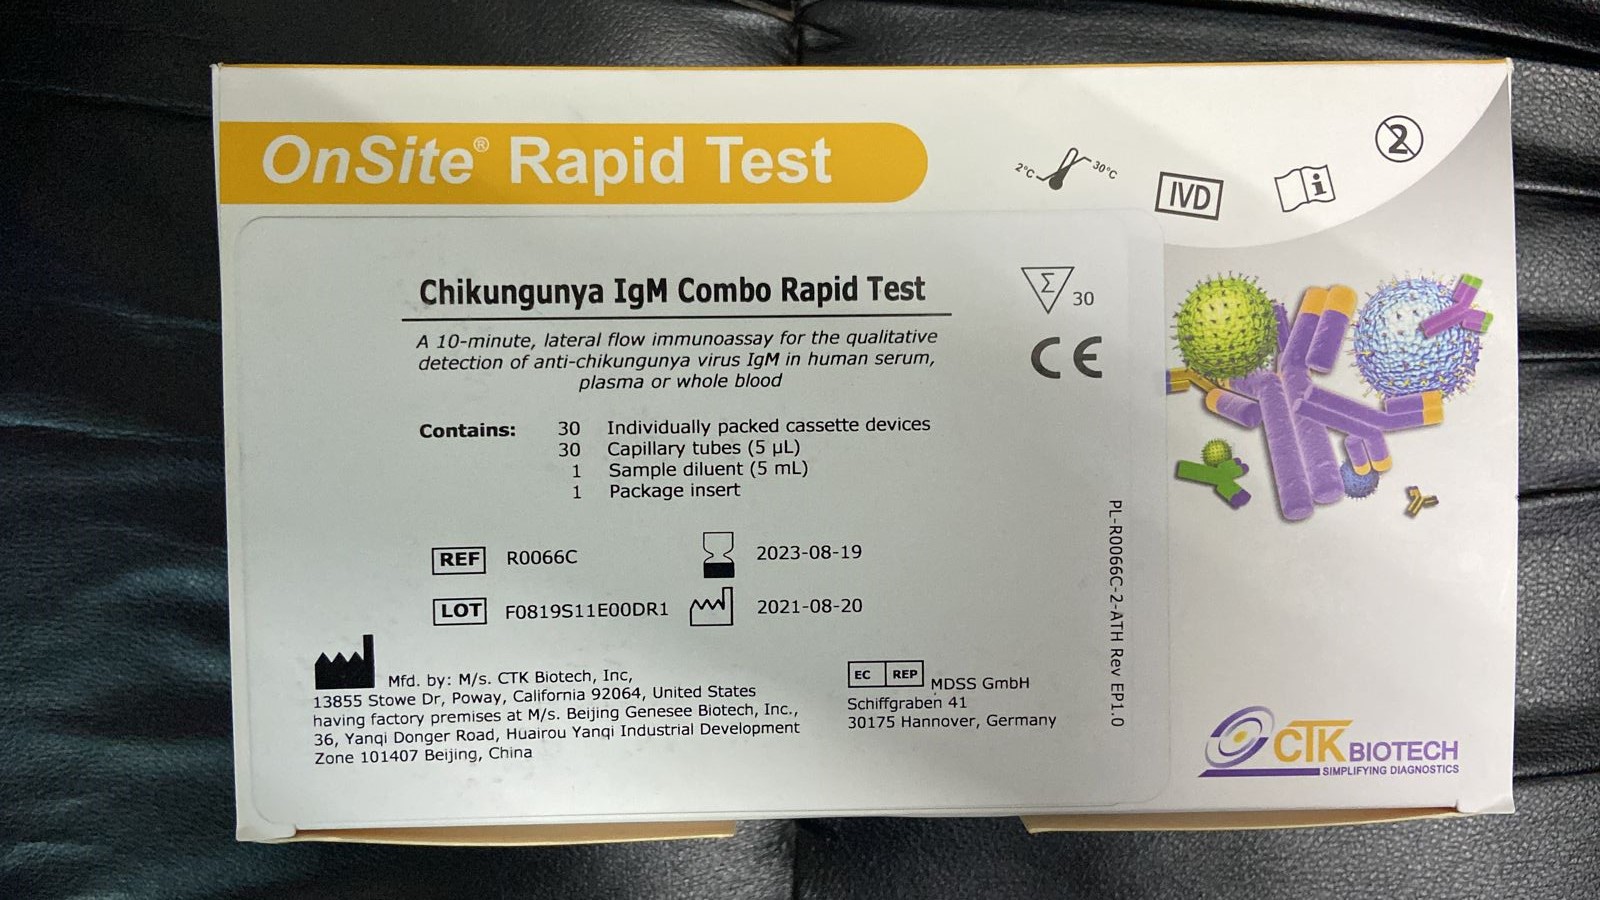 OnSite® Rapid Test
2°C 30°C
IVD
i
2
Chikungunya IgM Combo Rapid Test
A 10-minute, lateral flow immunoassay for the qualitative
detection of anti-chikungunya virus IgM in human serum,
plasma or whole blood
Σ 30
CE
Contains: 30 Individually packed cassette devices
30 Capillary tubes (5 µL)
1 Sample diluent (5 mL)
1 Package insert
REF R0066C 2023-08-19
LOT F0819S11E00DR1 2021-08-20
Mfd. by: M/s. CTK Biotech, Inc,
13855 Stowe Dr, Poway, California 92064, United States
having factory premises at M/s. Beijing Genesee Biotech, Inc.,
36, Yanqi Donger Road, Huairou Yanqi Industrial Development
Zone 101407 Beijing, China
EC REP MDSS GmbH
Schiffgraben 41
30175 Hannover, Germany
PL-R0066C-2-ATH Rev EP1.0
CTK BIOTECH
SIMPLIFYING DIAGNOSTICS